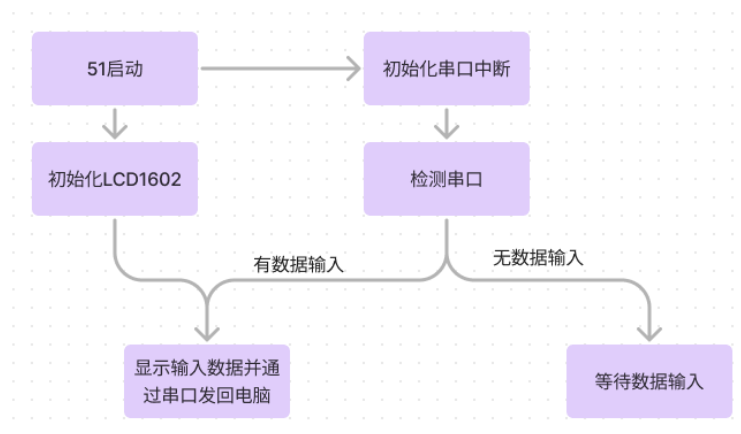 51启动
初始化串口中断
初始化LCD1602
检测串口
有数据输入
无数据输入
显示输入数据并通
过串口发回电脑
等待数据输入